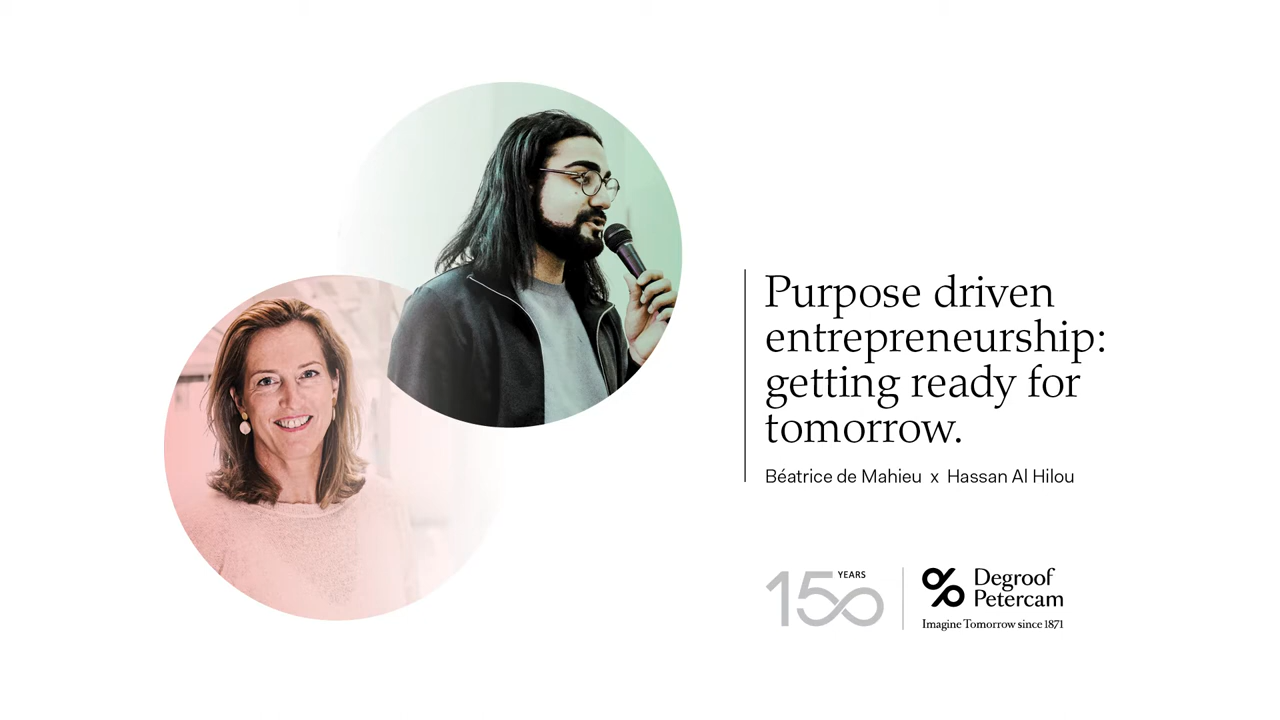 Purpose driven
entrepreneurship:
getting ready for
tomorrow.
Béatrice de Mahieu x Hassan Al Hilou
150 YEARS
Degroof
Petercam
Imagine Tomorrow since 1871